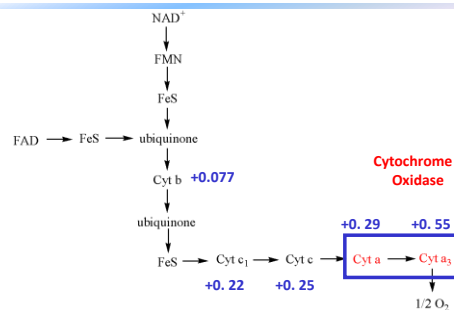 NAD+
FMN
FeS
FAD FeS ubiquinone
Cytochrome
Oxidase
Cyt b +0.077
ubiquinone
+0. 29 +0. 55
FeS Cyt c1 Cyt c Cyt a Cyt a3
+0. 22 +0. 25
1/2 O2